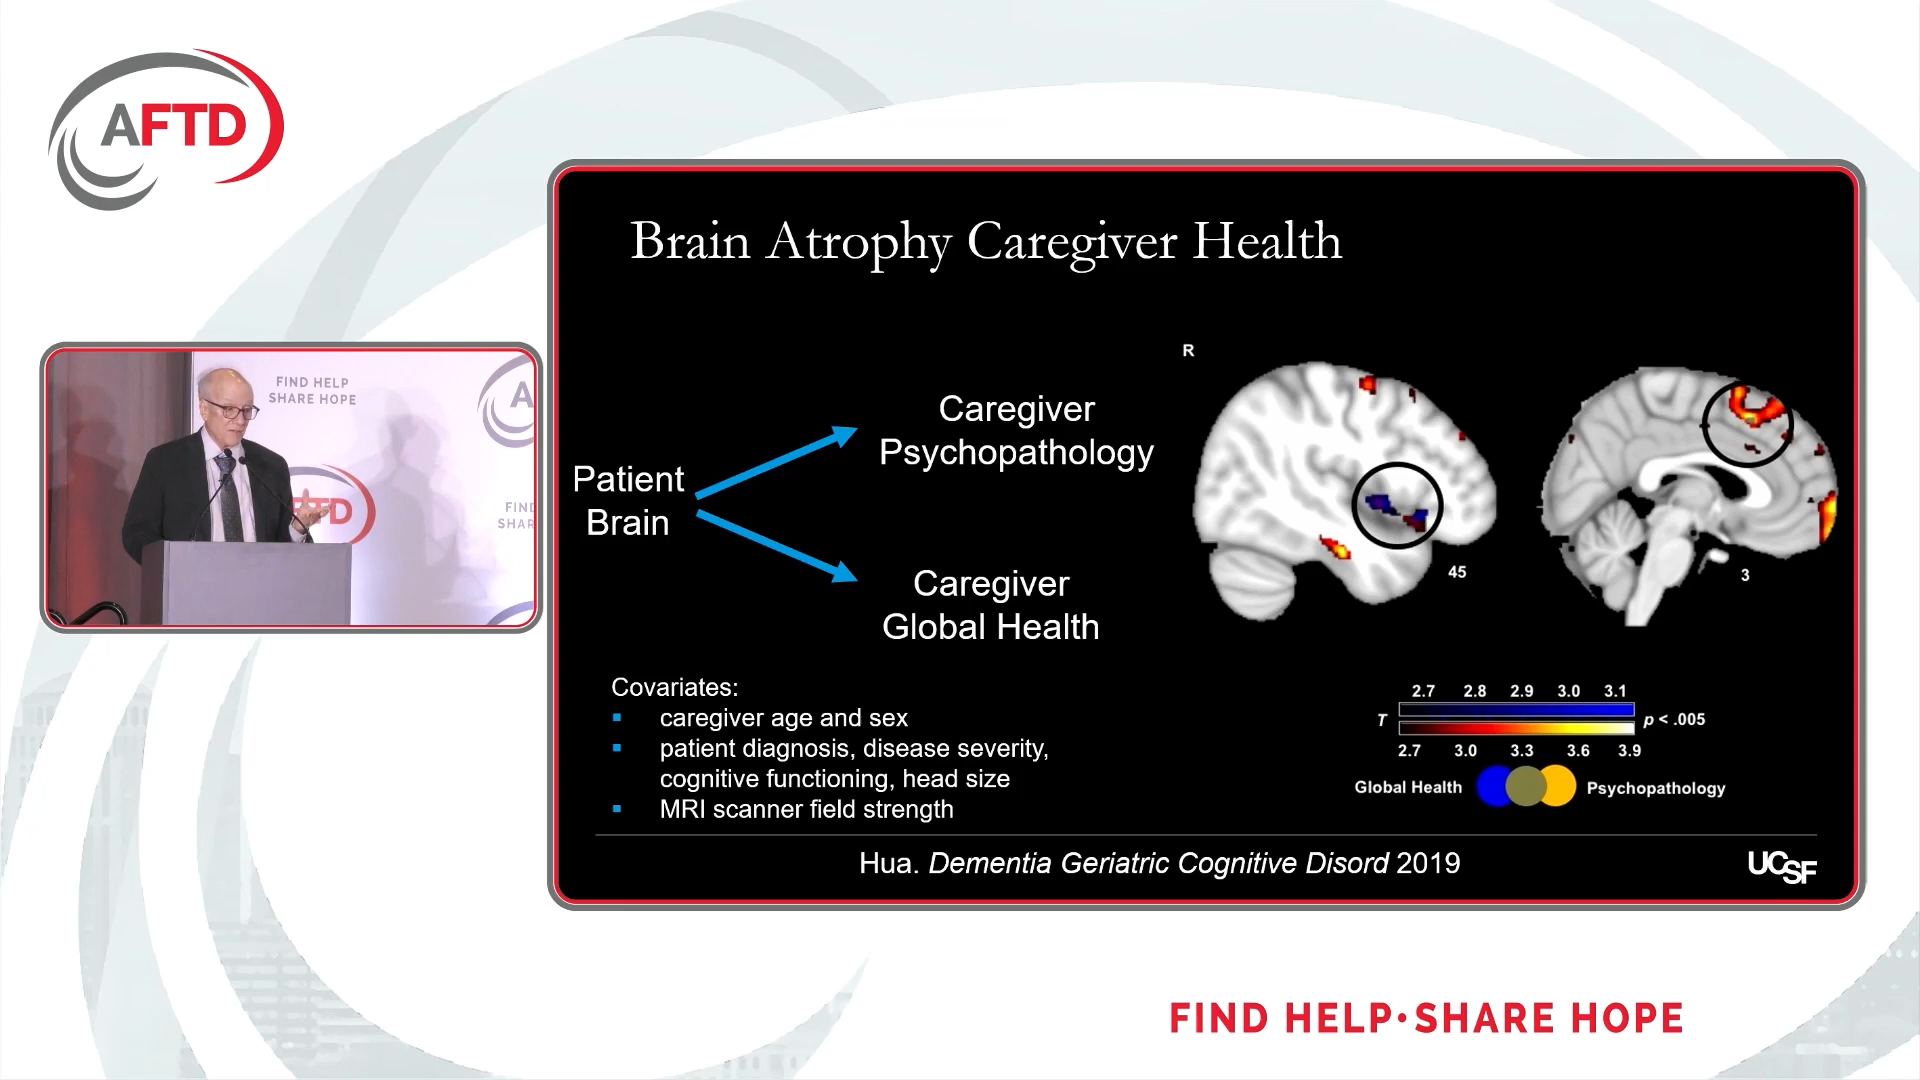 AFTD
FIND HELP
SHARE HOPE
A
FTD
FIND
SHAR
Brain Atrophy Caregiver Health
Patient
Brain
Caregiver
Psychopathology
Caregiver
Global Health
R
45
3
Covariates:
▪ caregiver age and sex
▪ patient diagnosis, disease severity,
cognitive functioning, head size
▪ MRI scanner field strength
2.7 2.8 2.9 3.0 3.1
T
p < .005
2.7 3.0 3.3 3.6 3.9
Global Health
Psychopathology
Hua. Dementia Geriatric Cognitive Disord 2019
UCSF
FIND HELP•SHARE HOPE